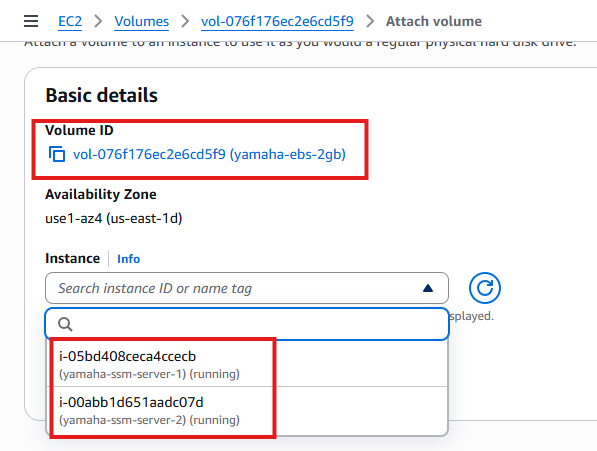 EC2 > Volumes > vol-076f176ec2e6cd5f9 > Attach volume
Attach a volume to an instance to use it as you would a regular physical hard disk drive.
Basic details
Volume ID
vol-076f176ec2e6cd5f9 (yamaha-ebs-2gb)
Availability Zone
use1-az4 (us-east-1d)
Instance | Info
Search instance ID or name tag
splayed.
i-05bd408ceca4ccecb
(yamaha-ssm-server-1) (running)
i-00abb1d651aadc07d
(yamaha-ssm-server-2) (running)